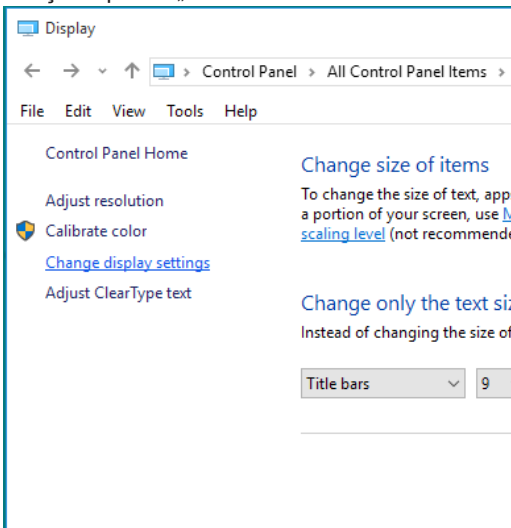 Display
Control Panel > All Control Panel Items >
File Edit View Tools Help
Control Panel Home
Adjust resolution
Calibrate color
Change display settings
Adjust ClearType text
Change size of items
To change the size of text, app
a portion of your screen, use M
scaling level (not recommende
Change only the text siz
Instead of changing the size of
Title bars 9